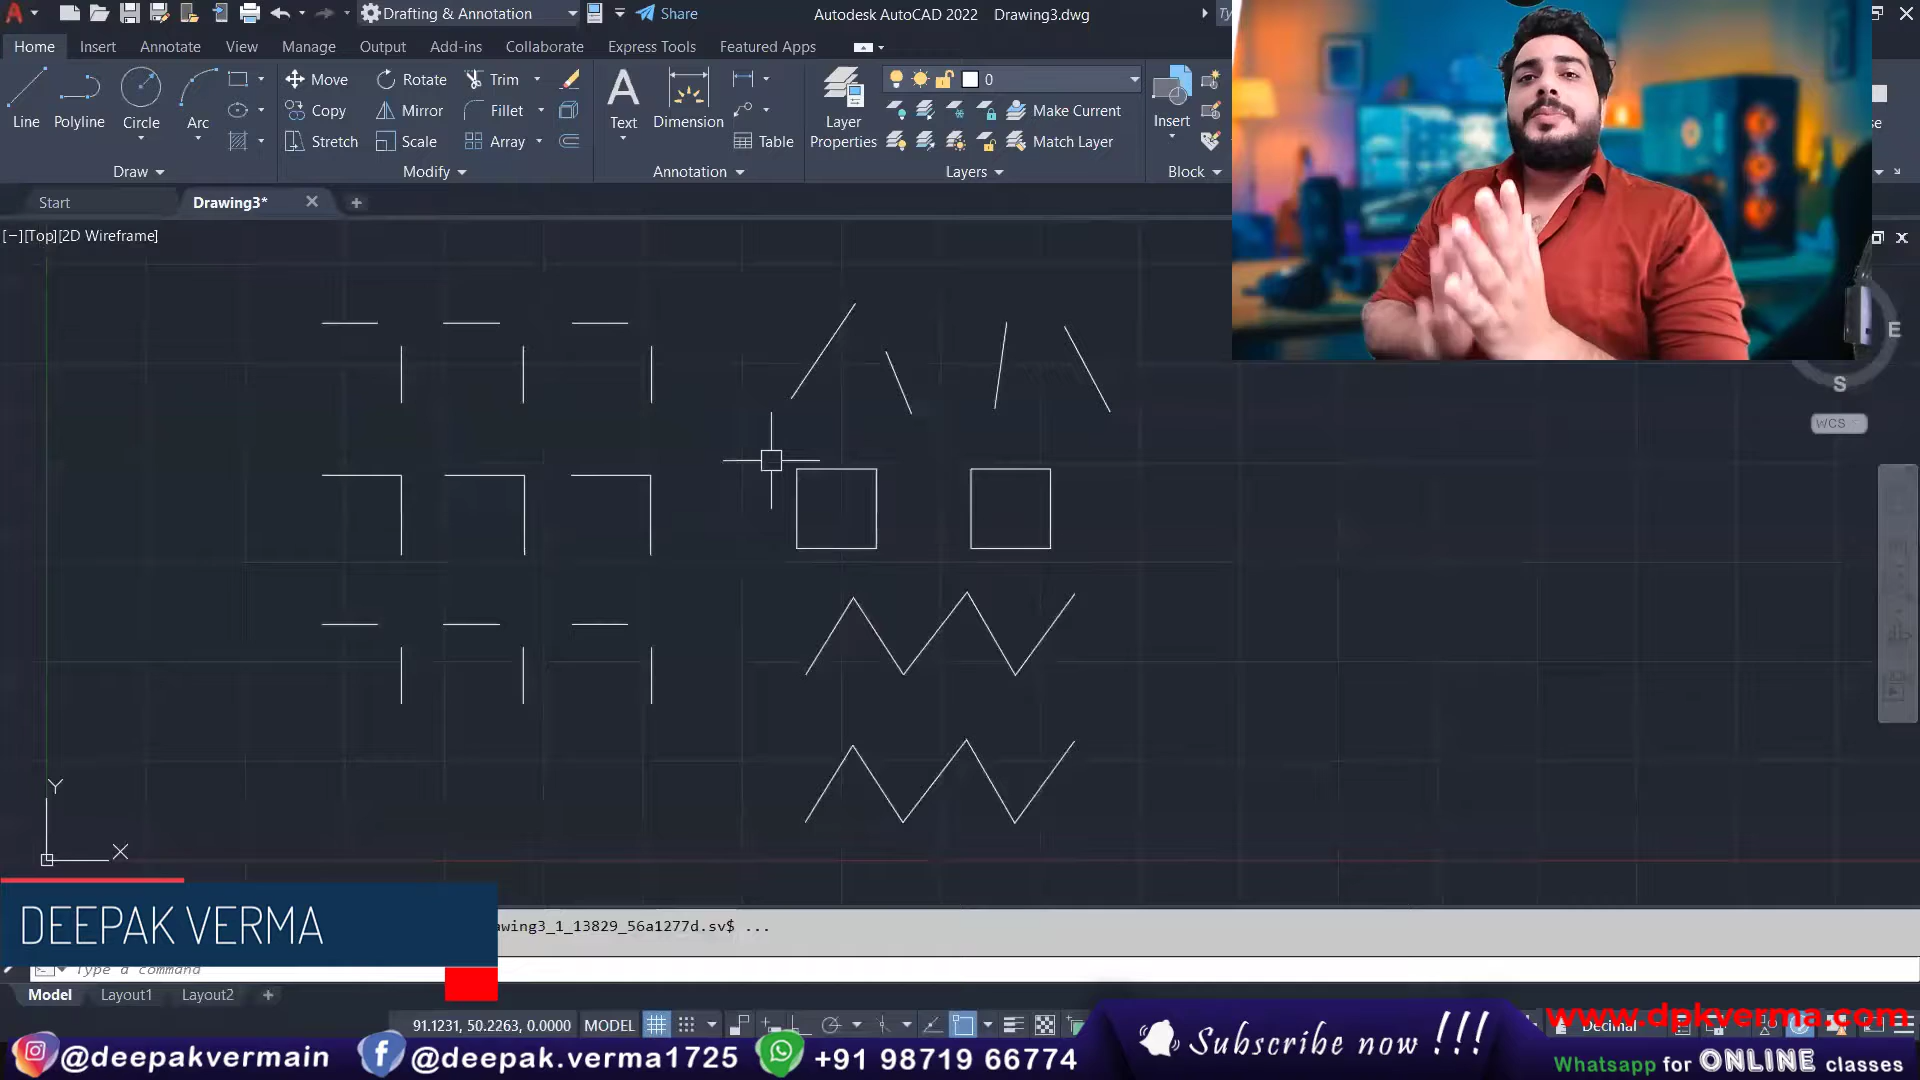 Drafting & Annotation
Share
Autodesk AutoCAD 2022 Drawing3.dwg
Home Insert Annotate View Manage Output Add-ins Collaborate Express Tools Featured Apps
Line Polyline Circle Arc
Move Rotate Trim
Copy Mirror Fillet
Stretch Scale Array
Text Dimension
Table
Layer Properties
0
Make Current
Match Layer
Insert
Draw Modify Annotation Layers Block
Start Drawing3*
[−][Top][2D Wireframe]
E
S
WCS
Y
X
DEEPAK VERMA
awing3_1_13829_56a1277d.sv$ ...
Type a command
Model Layout1 Layout2
91.1231, 50.2263, 0.0000 MODEL
Decimal
www.dpkverma.com
@deepakvermain @deepak.verma1725 +91 98719 66774
Subscribe now !!!
Whatsapp for ONLINE classes